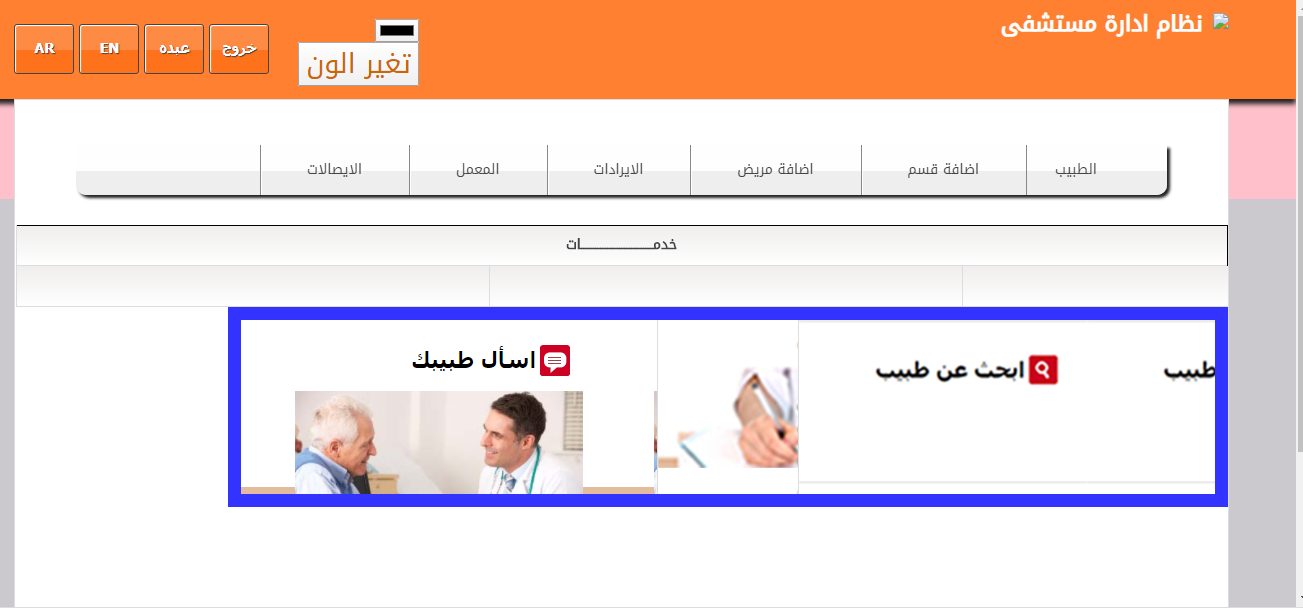 نظام ادارة مستشفى
تغير الون
خروج
عبده
EN
AR
الطبيب
اضافة قسم
اضافة مريض
الايرادات
المعمل
الايصالات
خدمـــــــــــــــــات
طبيب
ابحث عن طبيب
اسأل طبيبك